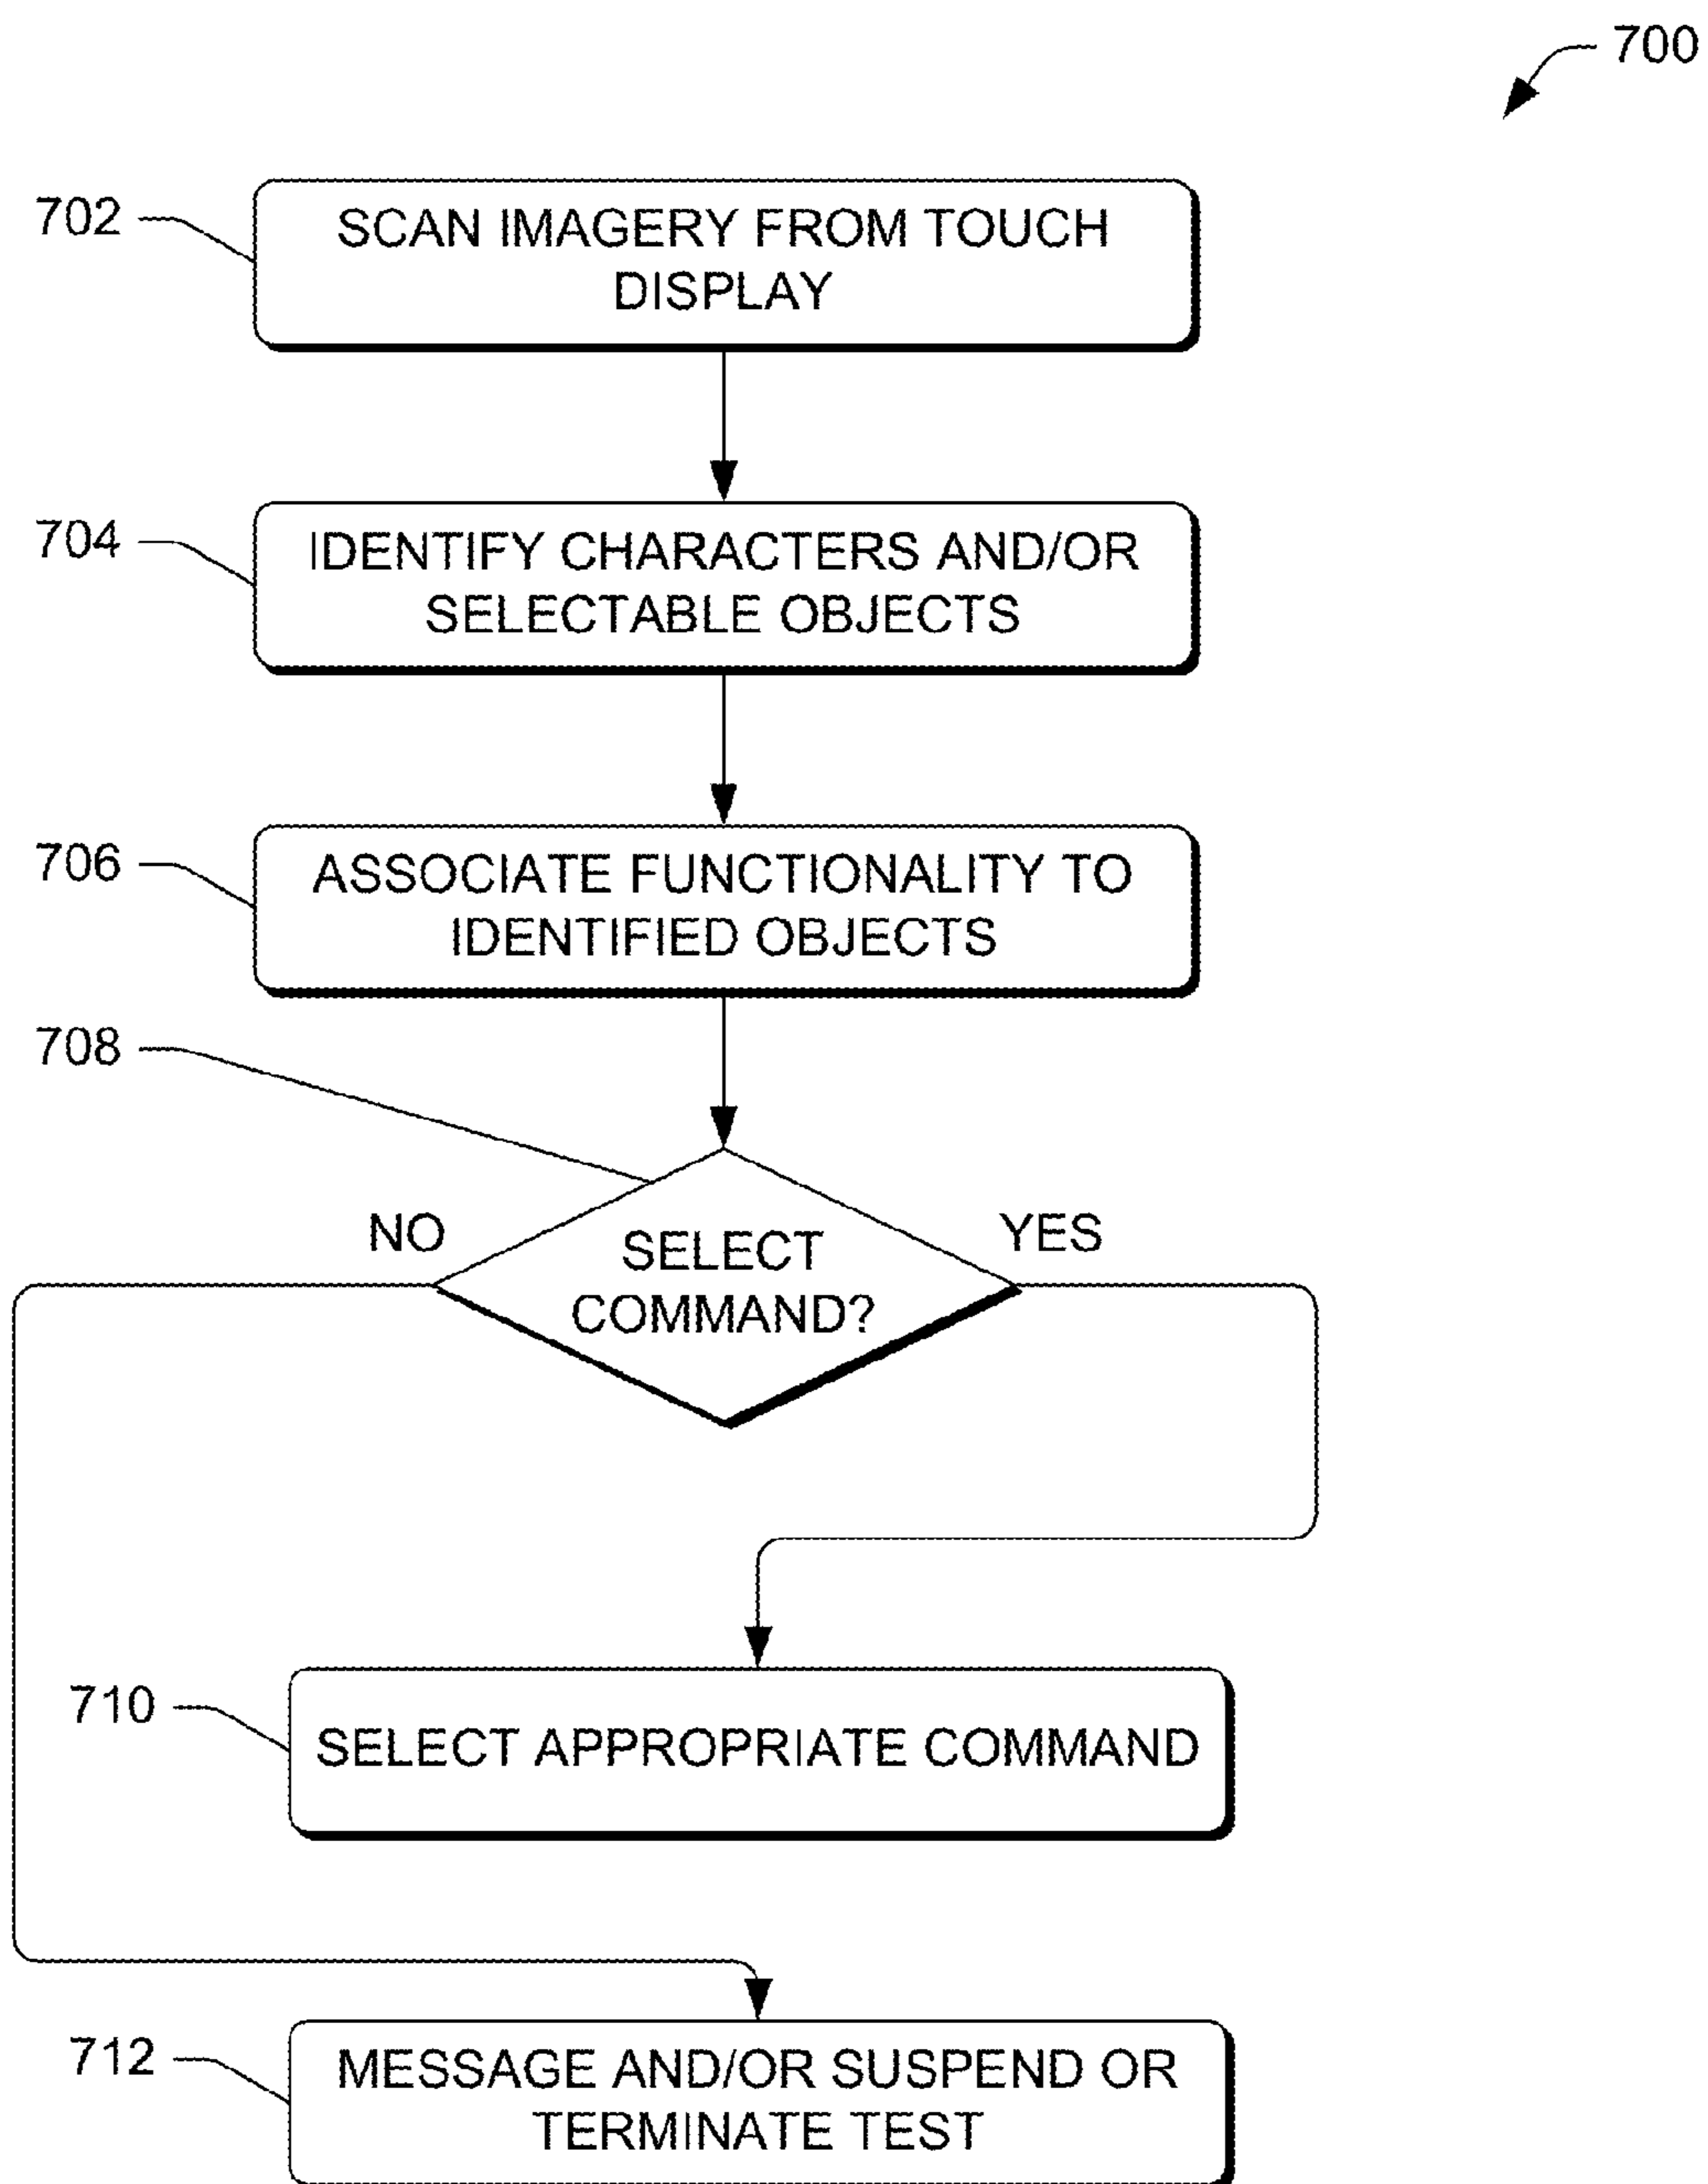 700
702
SCAN IMAGERY FROM TOUCH
DISPLAY
704
IDENTIFY CHARACTERS AND/OR
SELECTABLE OBJECTS
706
ASSOCIATE FUNCTIONALITY TO
IDENTIFIED OBJECTS
708
NO
YES
SELECT
COMMAND?
710
SELECT APPROPRIATE COMMAND
712
MESSAGE AND/OR SUSPEND OR
TERMINATE TEST